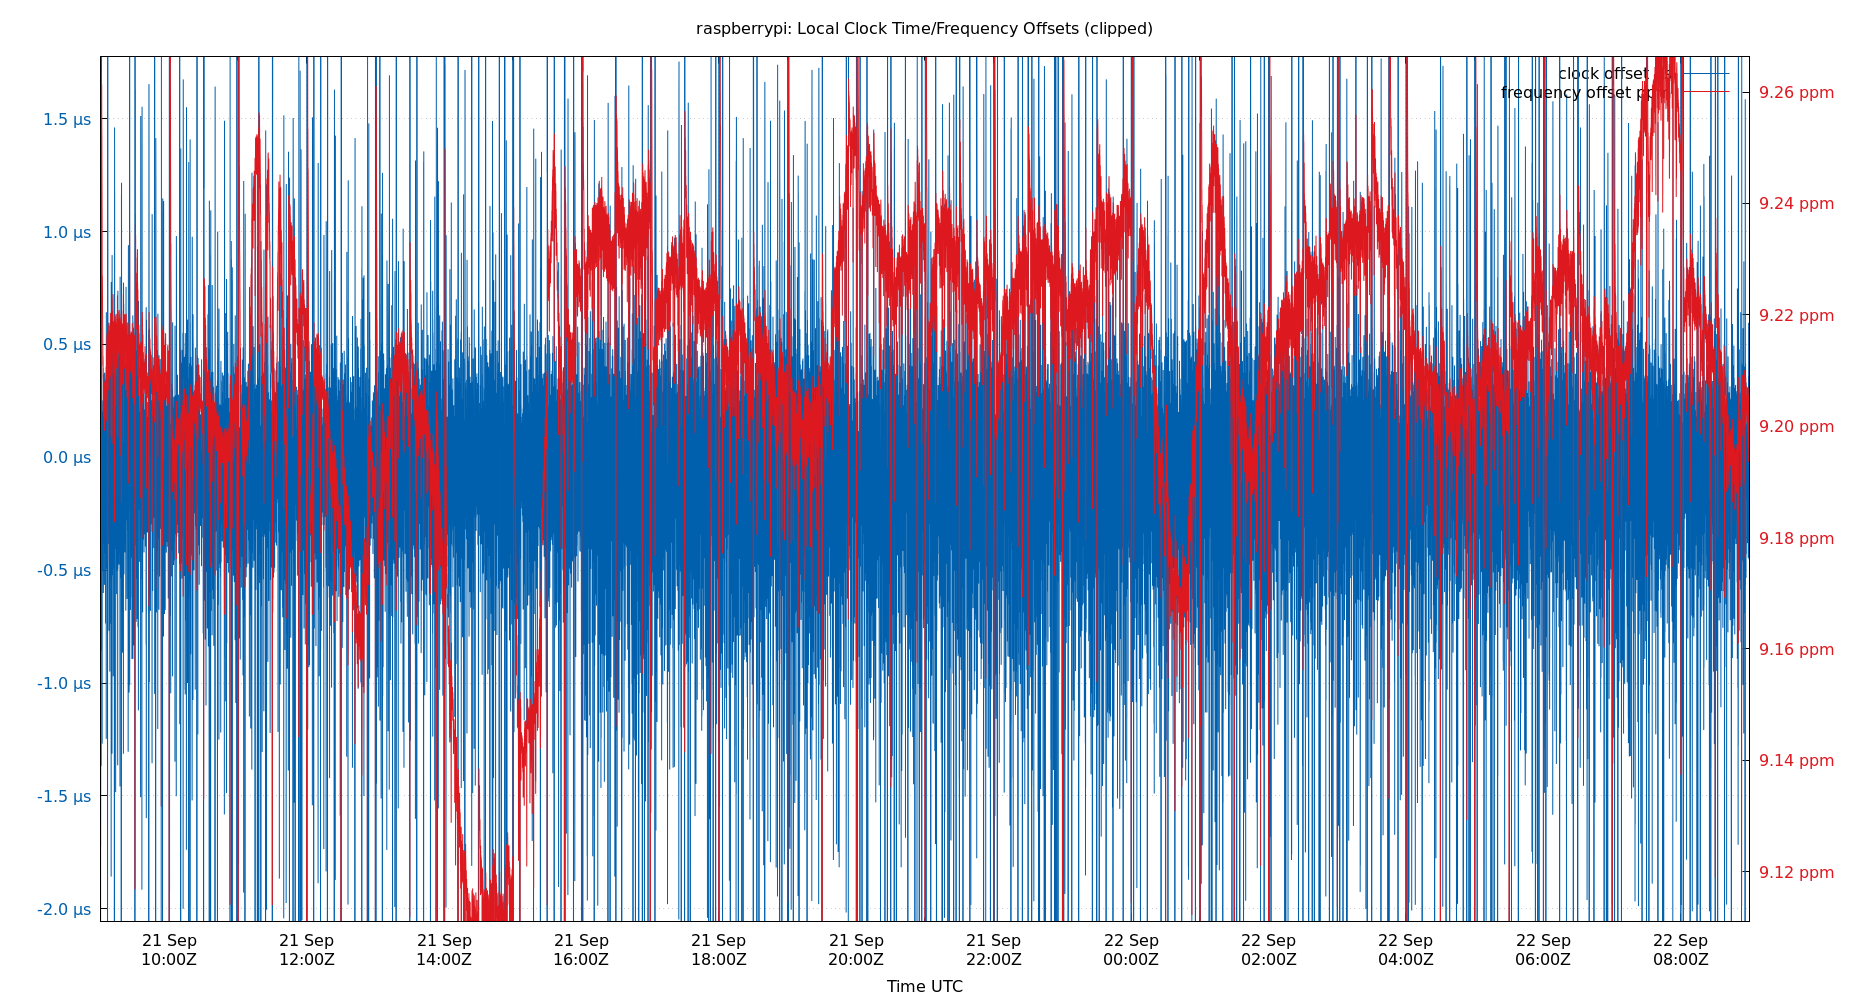 raspberrypi: Local Clock Time/Frequency Offsets (clipped)
clock offset
frequency offset
1.5 µs
1.0 µs
0.5 µs
0.0 µs
-0.5 µs
-1.0 µs
-1.5 µs
-2.0 µs
9.26 ppm
9.24 ppm
9.22 ppm
9.20 ppm
9.18 ppm
9.16 ppm
9.14 ppm
9.12 ppm
21 Sep 21 Sep 21 Sep 21 Sep 21 Sep 21 Sep 21 Sep 22 Sep 22 Sep 22 Sep 22 Sep 22 Sep
10:00Z 12:00Z 14:00Z 16:00Z 18:00Z 20:00Z 22:00Z 00:00Z 02:00Z 04:00Z 06:00Z 08:00Z
Time UTC